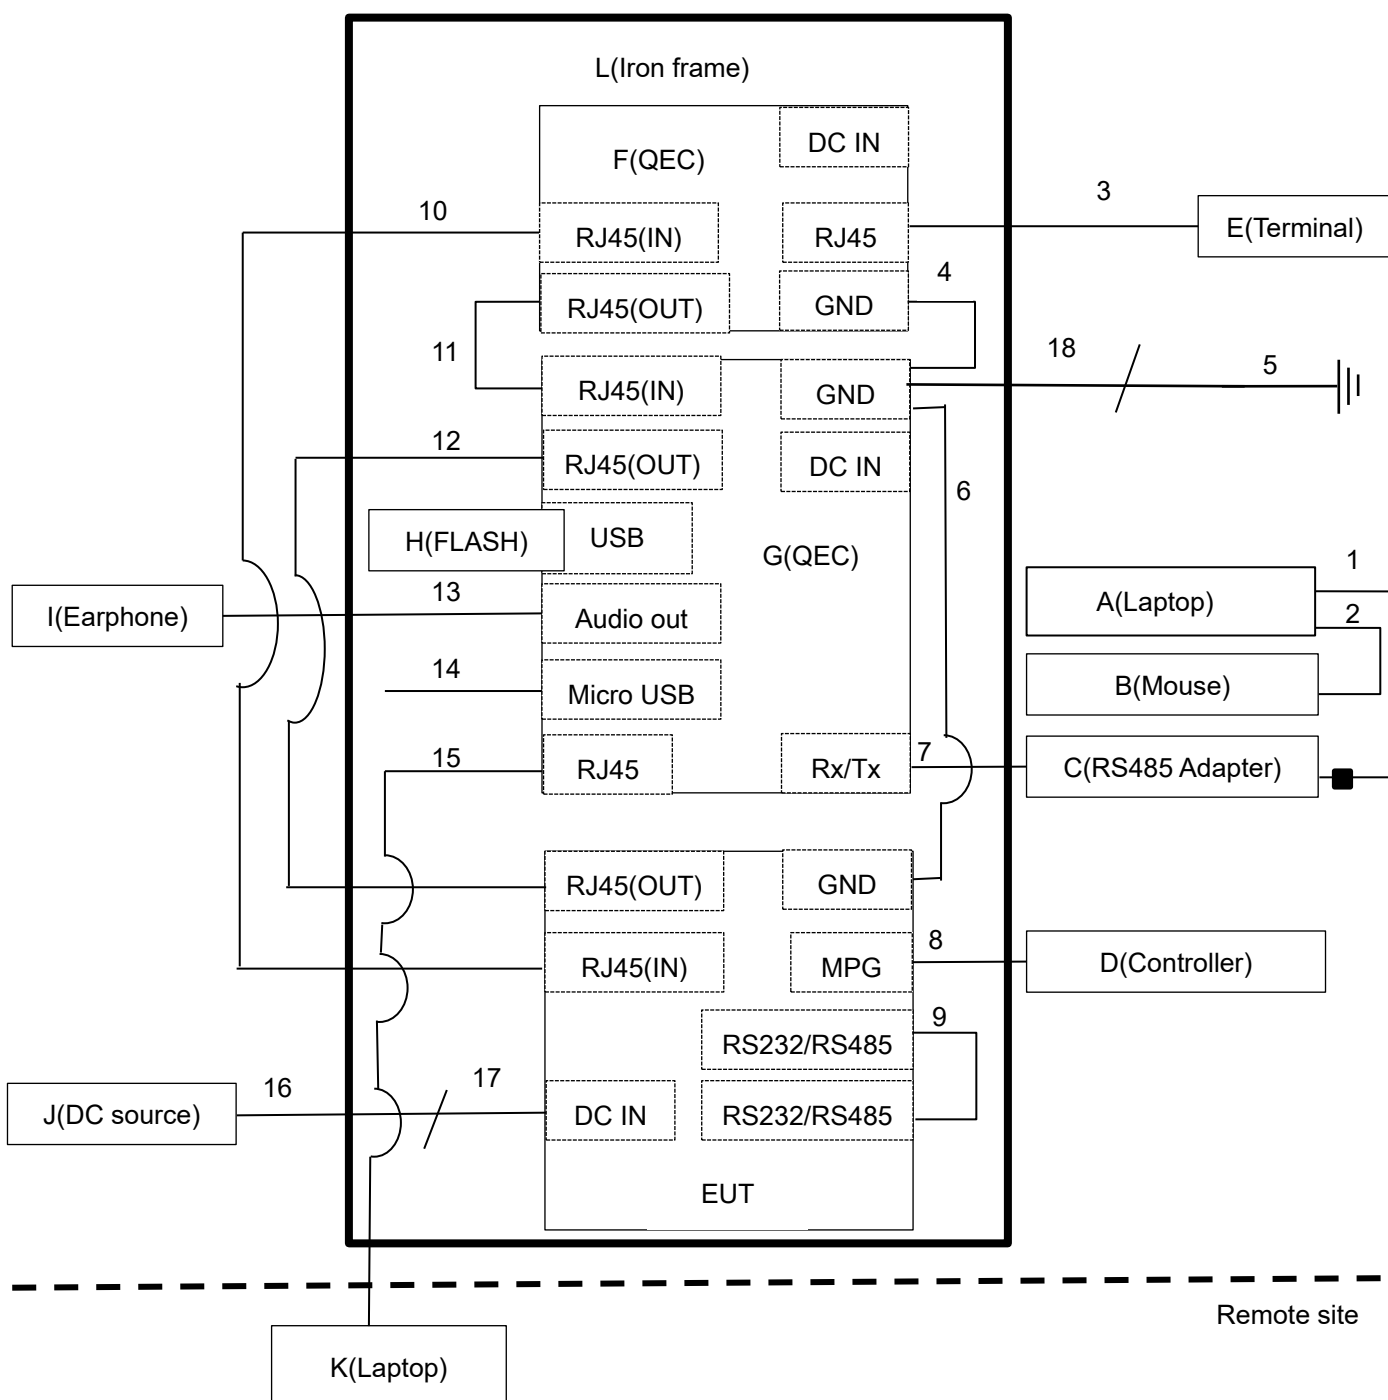 L(Iron frame)
DC IN
F(QEC)
10
3
RJ45(IN)
RJ45
E(Terminal)
4
RJ45(OUT)
GND
11
18
5
RJ45(IN)
GND
12
RJ45(OUT)
DC IN
6
H(FLASH)
USB
G(QEC)
1
13
A(Laptop)
I(Earphone)
Audio out
2
14
Micro USB
B(Mouse)
15
RJ45
Rx/Tx
7
C(RS485 Adapter)
RJ45(OUT)
GND
8
RJ45(IN)
MPG
D(Controller)
9
RS232/RS485
16
17
J(DC source)
DC IN
RS232/RS485
EUT
Remote site
K(Laptop)